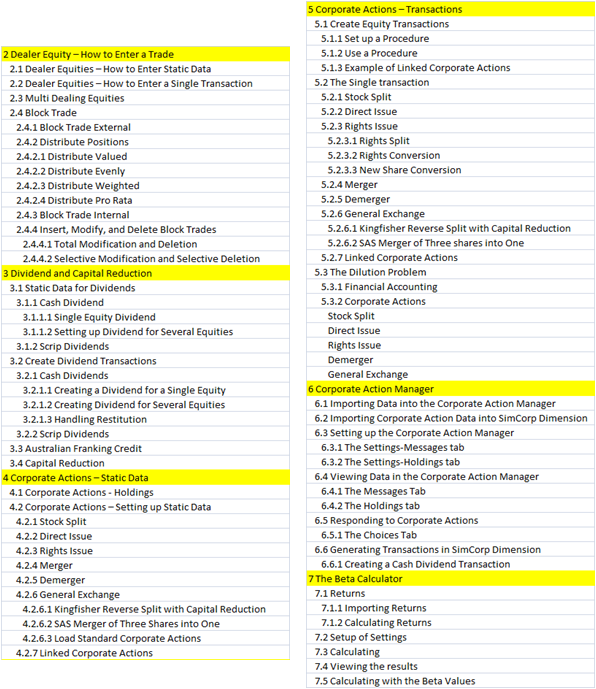 2 Dealer Equity – How to Enter a Trade
2.1 Dealer Equities – How to Enter Static Data
2.2 Dealer Equities – How to Enter a Single Transaction
2.3 Multi Dealing Equities
2.4 Block Trade
2.4.1 Block Trade External
2.4.2 Distribute Positions
2.4.2.1 Distribute Valued
2.4.2.2 Distribute Evenly
2.4.2.3 Distribute Weighted
2.4.2.4 Distribute Pro Rata
2.4.3 Block Trade Internal
2.4.4 Insert, Modify, and Delete Block Trades
2.4.4.1 Total Modification and Deletion
2.4.4.2 Selective Modification and Selective Deletion
3 Dividend and Capital Reduction
3.1 Static Data for Dividends
3.1.1 Cash Dividend
3.1.1.1 Single Equity Dividend
3.1.1.2 Setting up Dividend for Several Equities
3.1.2 Scrip Dividends
3.2 Create Dividend Transactions
3.2.1 Cash Dividends
3.2.1.1 Creating a Dividend for a Single Equity
3.2.1.2 Creating Dividend for Several Equities
3.2.1.3 Handling Restitution
3.2.2 Scrip Dividends
3.3 Australian Franking Credit
3.4 Capital Reduction
4 Corporate Actions – Static Data
4.1 Corporate Actions - Holdings
4.2 Corporate Actions – Setting up Static Data
4.2.1 Stock Split
4.2.2 Direct Issue
4.2.3 Rights Issue
4.2.4 Merger
4.2.5 Demerger
4.2.6 General Exchange
4.2.6.1 Kingfisher Reverse Split with Capital Reduction
4.2.6.2 SAS Merger of Three Shares into One
4.2.6.3 Load Standard Corporate Actions
4.2.7 Linked Corporate Actions
5 Corporate Actions – Transactions
5.1 Create Equity Transactions
5.1.1 Set up a Procedure
5.1.2 Use a Procedure
5.1.3 Example of Linked Corporate Actions
5.2 The Single transaction
5.2.1 Stock Split
5.2.2 Direct Issue
5.2.3 Rights Issue
5.2.3.1 Rights Split
5.2.3.2 Rights Conversion
5.2.3.3 New Share Conversion
5.2.4 Merger
5.2.5 Demerger
5.2.6 General Exchange
5.2.6.1 Kingfisher Reverse Split with Capital Reduction
5.2.6.2 SAS Merger of Three shares into One
5.2.7 Linked Corporate Actions
5.3 The Dilution Problem
5.3.1 Financial Accounting
5.3.2 Corporate Actions
Stock Split
Direct Issue
Rights Issue
Demerger
General Exchange
6 Corporate Action Manager
6.1 Importing Data into the Corporate Action Manager
6.2 Importing Corporate Action Data into SimCorp Dimension
6.3 Setting up the Corporate Action Manager
6.3.1 The Settings-Messages tab
6.3.2 The Settings-Holdings tab
6.4 Viewing Data in the Corporate Action Manager
6.4.1 The Messages Tab
6.4.2 The Holdings tab
6.5 Responding to Corporate Actions
6.5.1 The Choices Tab
6.6 Generating Transactions in SimCorp Dimension
6.6.1 Creating a Cash Dividend Transaction
7 The Beta Calculator
7.1 Returns
7.1.1 Importing Returns
7.1.2 Calculating Returns
7.2 Setup of Settings
7.3 Calculating
7.4 Viewing the results
7.5 Calculating with the Beta Values